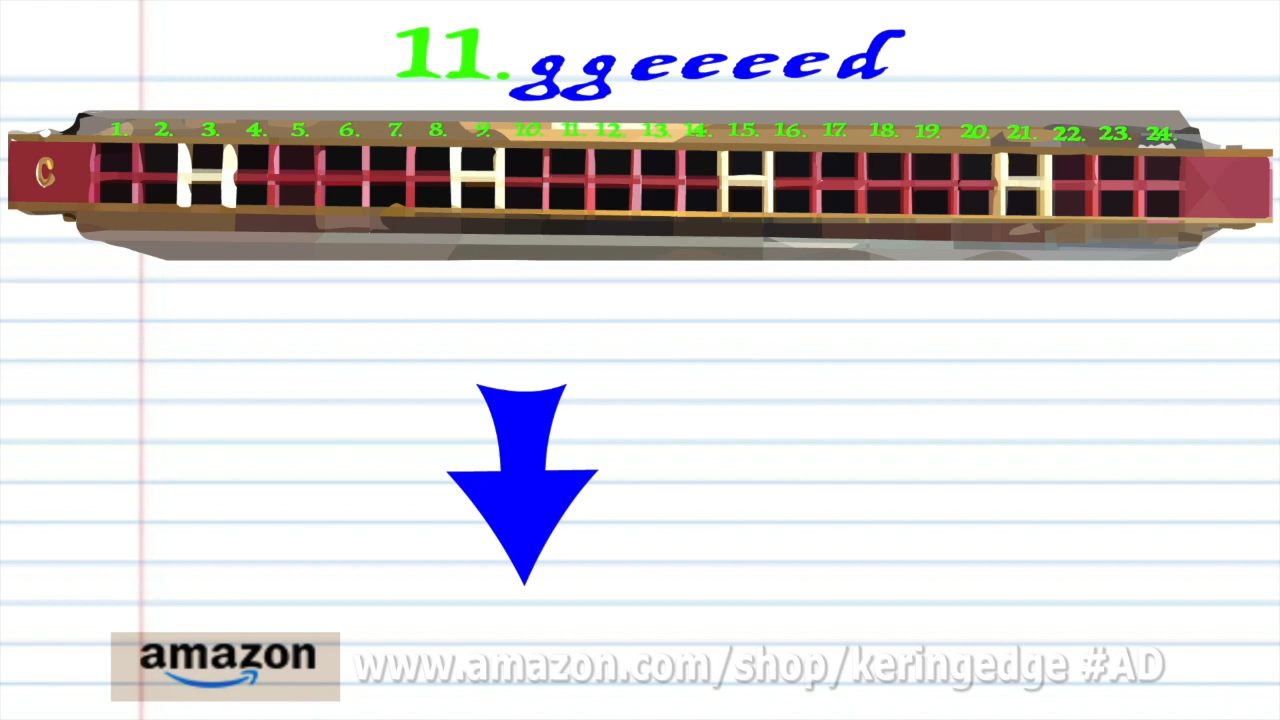 11. ggeeeed
1. 2. 3. 4. 5. 6. 7. 8. 9. 10. 11. 12. 13. 14. 15. 16. 17. 18. 19. 20. 21. 22. 23. 24.
C
amazon www.amazon.com/shop/keringedge #AD